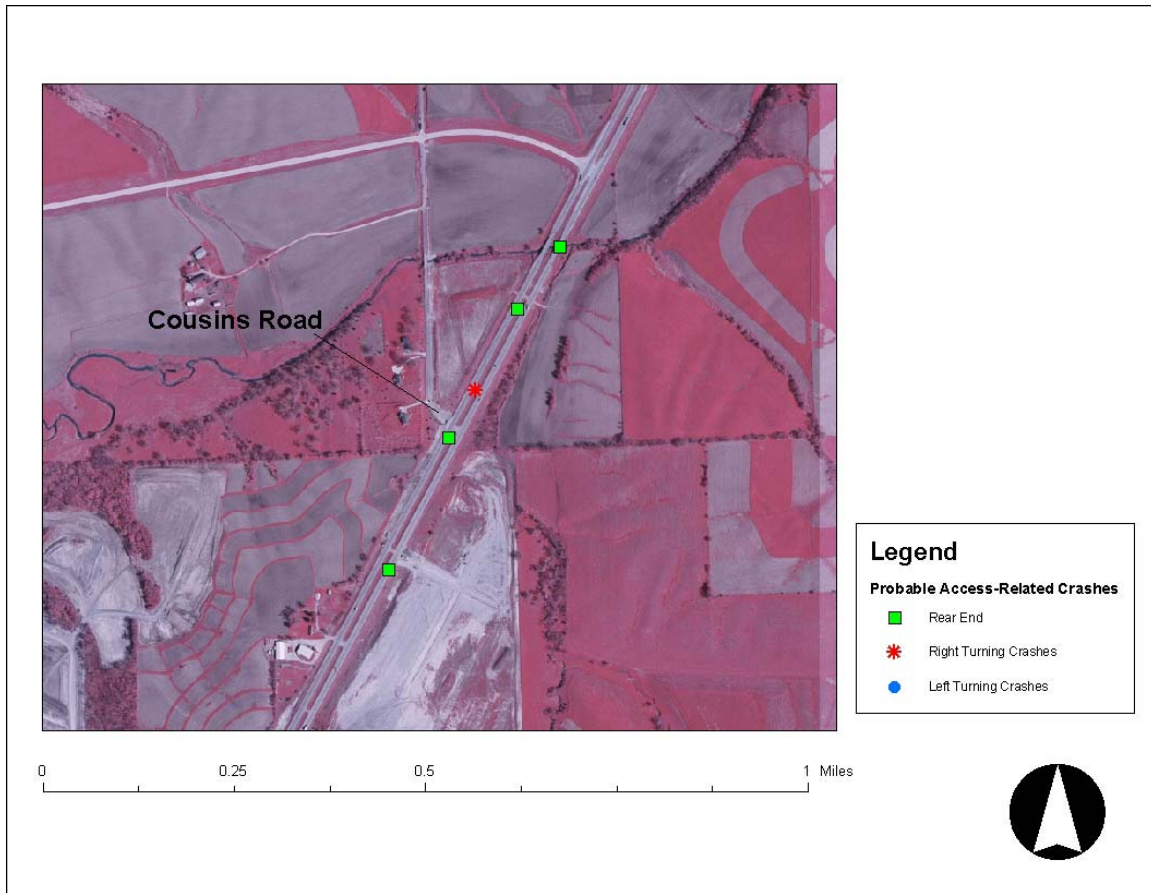 Cousins Road
Legend
Probable Access-Related Crashes
Rear End
Right Turning Crashes
Left Turning Crashes
0 0.25 0.5 1 Miles